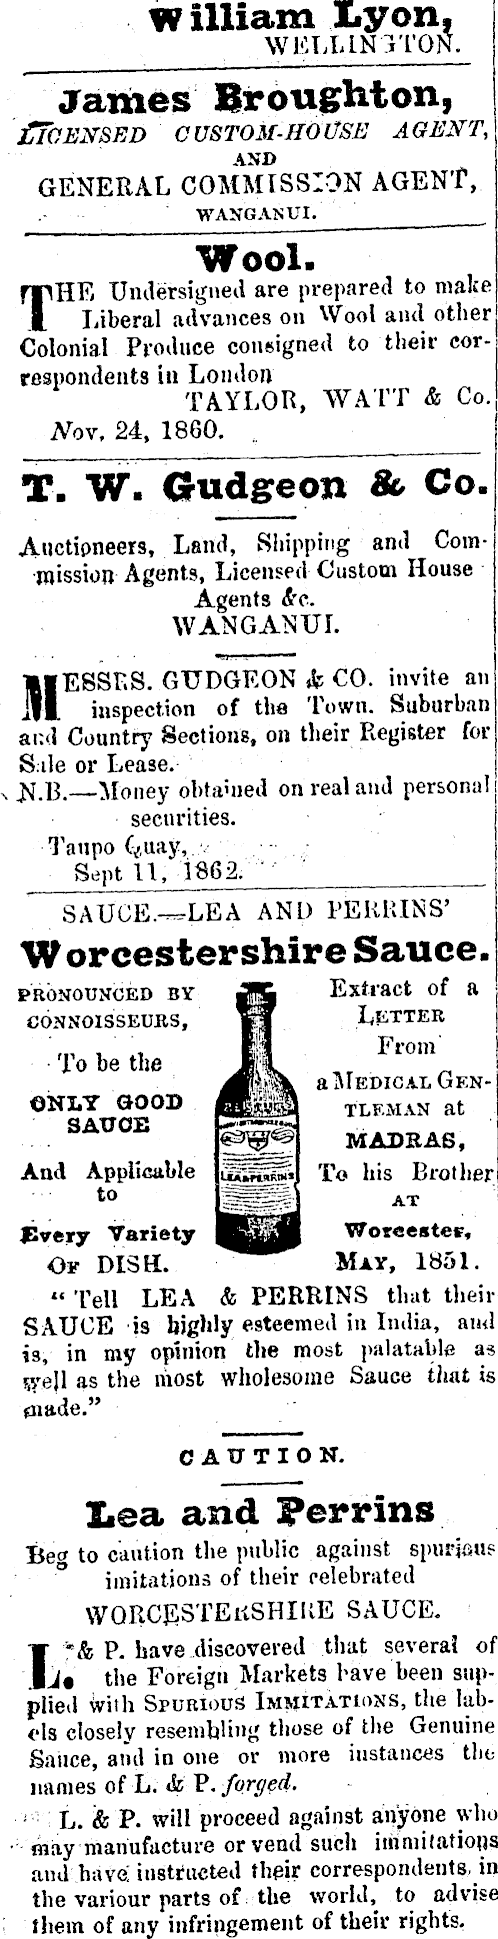 William Lyon,
WELLINGTON.
James Broughton,
LICENSED CUSTOM-HOUSE AGENT,
AND
GENERAL COMMISSION AGENT,
WANGANUI.
Wool.
THE Undersigned are prepared to make
Liberal advances on Wool and other
Colonial Produce consigned to their cor-
respondents in London
TAYLOR, WATT & Co.
Nov, 24, 1860.
T. W. Gudgeon & Co.
Auctioneers, Land, Shipping and Com-
mission Agents, Licensed Custom House
Agents &c.
WANGANUI.
MESSRS. GUDGEON & CO. invite an
inspection of the Town. Suburban
and Country Sections, on their Register for
Sale or Lease.
N.B.—Money obtained on real and personal
securities.
Taupo Quay,
Sept 11, 1862.
SAUCE.—LEA AND PERRINS'
Worcestershire Sauce.
PRONOUNCED BY
CONNOISSEURS,
To be the
ONLY GOOD
SAUCE
And Applicable
to
Every Variety
OF DISH.
LEA & PERRINS
Extract of a
LETTER
From
a MEDICAL GEN-
TLEMAN at
MADRAS,
To his Brother
AT
Worcester,
MAY, 1851.
"Tell LEA & PERRINS that their
SAUCE is highly esteemed in India, and
is, in my opinion the most palatable as
well as the most wholesome Sauce that is
made."
CAUTION.
Lea and Perrins
Beg to caution the public against spurious
imitations of their celebrated
WORCESTERSHIRE SAUCE.
L. & P. have discovered that several of
the Foreign Markets have been sup-
plied with SPURIOUS IMMITATIONS, the lab-
els closely resembling those of the Genuine
Sauce, and in one or more instances the
names of L. & P. forged.
L. & P. will proceed against anyone who
may manufacture or vend such immitations
and have instructed their correspondents, in
the variour parts of the world, to advise
them of any infringement of their rights.